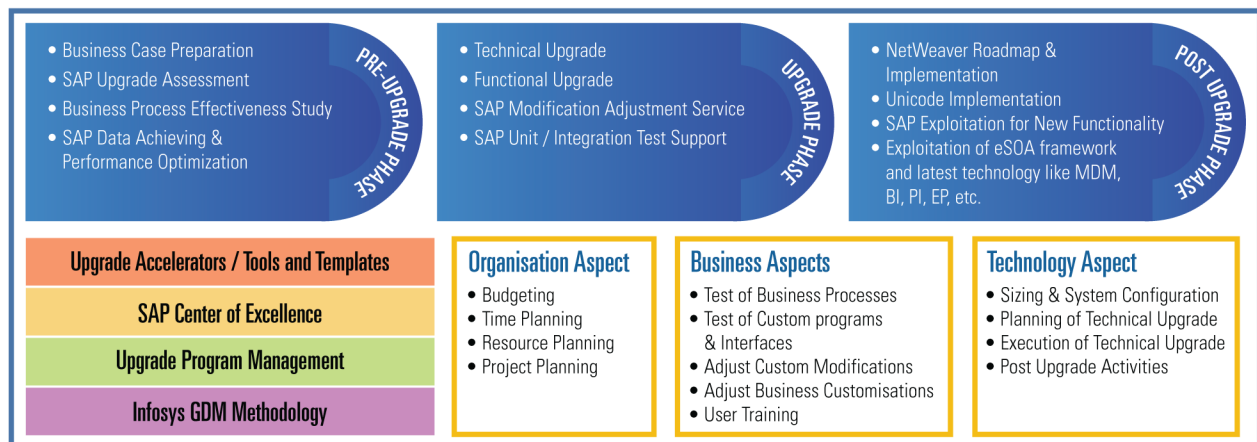 • Business Case Preparation
• SAP Upgrade Assessment
• Business Process Effectiveness Study
• SAP Data Achieving &
Performance Optimization
PRE-UPGRADE PHASE
• Technical Upgrade
• Functional Upgrade
• SAP Modification Adjustment Service
• SAP Unit / Integration Test Support
UPGRADE PHASE
• NetWeaver Roadmap &
Implementation
• Unicode Implementation
• SAP Exploitation for New Functionality
• Exploitation of eSOA framework
and latest technology like MDM,
BI, PI, EP, etc.
POST UPGRADE PHASE
Upgrade Accelerators / Tools and Templates
SAP Center of Excellence
Upgrade Program Management
Infosys GDM Methodology
Organisation Aspect
• Budgeting
• Time Planning
• Resource Planning
• Project Planning
Business Aspects
• Test of Business Processes
• Test of Custom programs
& Interfaces
• Adjust Custom Modifications
• Adjust Business Customisations
• User Training
Technology Aspect
• Sizing & System Configuration
• Planning of Technical Upgrade
• Execution of Technical Upgrade
• Post Upgrade Activities